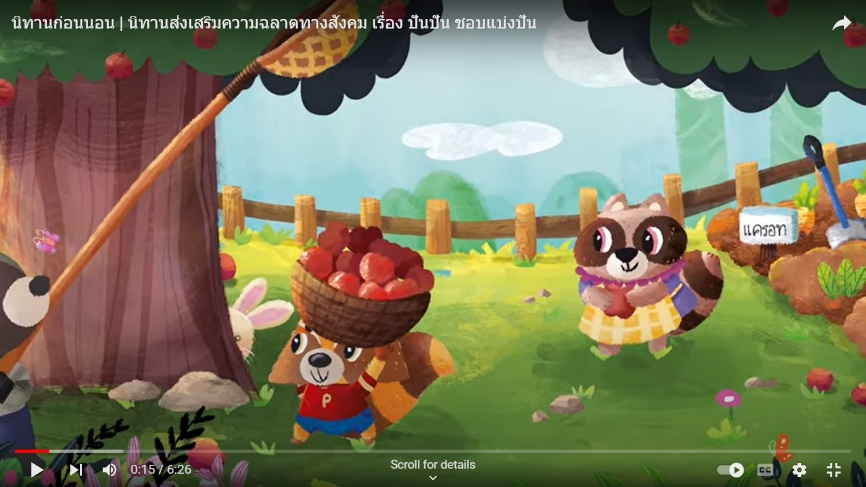 นิทานก่อนนอน | นิทานส่งเสริมความฉลาดทางสังคม เรื่อง ปันปัน ชอบแบ่งปัน
แครอท
P
0:15 / 6:26
Scroll for details
CC